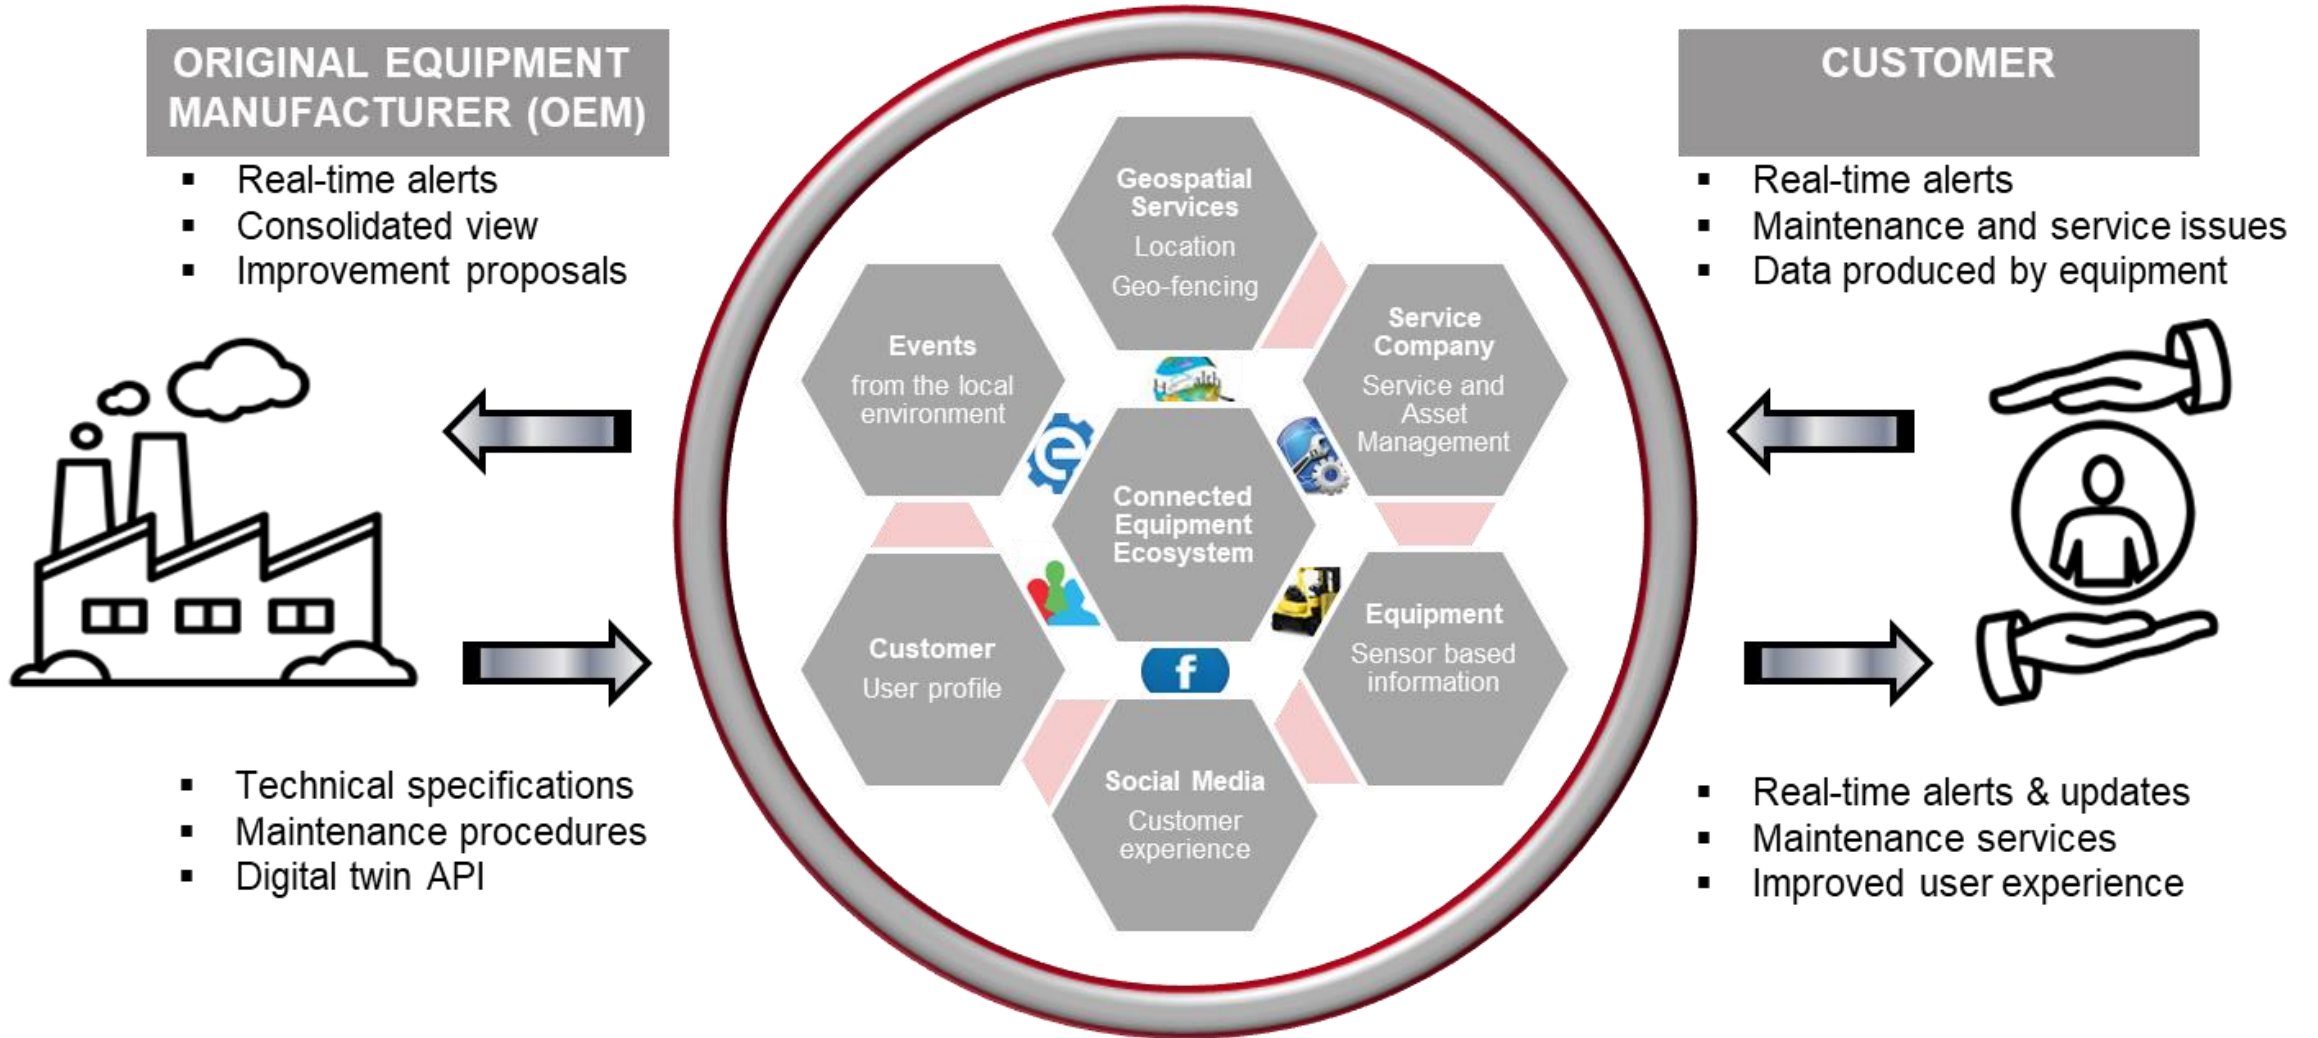 ORIGINAL EQUIPMENT
MANUFACTURER (OEM)
Real-time alerts
Consolidated view
Improvement proposals
Technical specifications
Maintenance procedures
Digital twin API
Geospatial
Services
Location
Geo-fencing
Events
from the local
environment
Service
Company
Service and
Asset
Management
Connected
Equipment
Ecosystem
Customer
User profile
Equipment
Sensor based
information
Social Media
Customer
experience
CUSTOMER
Real-time alerts
Maintenance and service issues
Data produced by equipment
Real-time alerts & updates
Maintenance services
Improved user experience